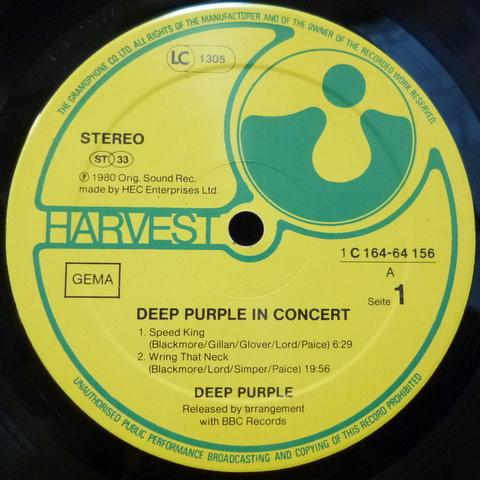 THE GRAMOPHONE CO LTD. ALL RIGHTS OF THE MANUFACTURER AND OF THE OWNER OF THE RECORDED WORK RESERVED.
LC 1305
STEREO
ST 33
℗ 1980 Orig. Sound Rec.
made by HEC Enterprises Ltd.
HARVEST
1 C 164-64 156
GEMA
A
Seite 1
DEEP PURPLE IN CONCERT
1. Speed King
(Blackmore/Gillan/Glover/Lord/Paice) 6:29
2. Wring That Neck
(Blackmore/Lord/Simper/Paice) 19:56
DEEP PURPLE
Released by arrangement
with BBC Records
UNAUTHORISED PUBLIC PERFORMANCE BROADCASTING AND COPYING OF THIS RECORD PROHIBITED